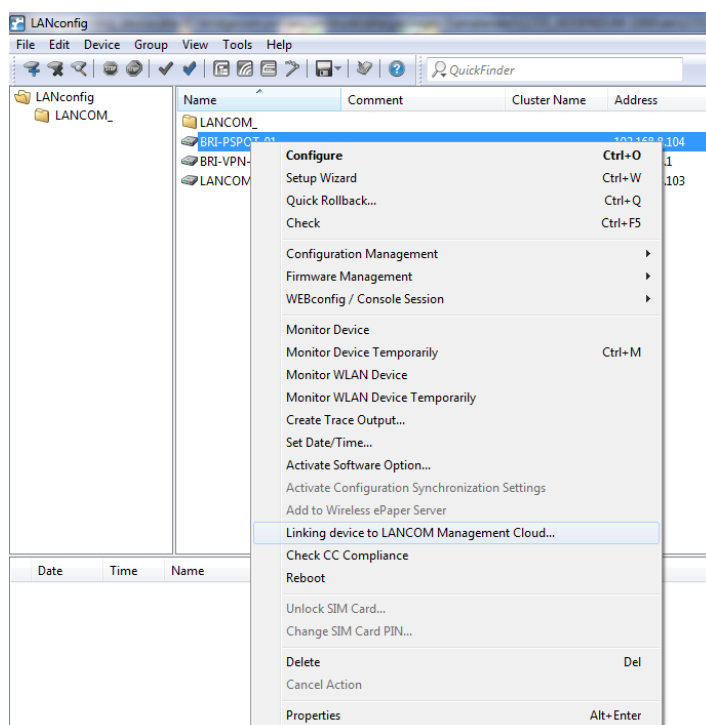 LANconfig
File Edit Device Group View Tools Help
QuickFinder
LANconfig
LANCOM_
Name Comment Cluster Name Address
LANCOM_
BRI-PSPOT-01 192.168.8.104
BRI-VPN- .1
LANCOM .103
Configure Ctrl+O
Setup Wizard Ctrl+W
Quick Rollback... Ctrl+Q
Check Ctrl+F5
Configuration Management
Firmware Management
WEBconfig / Console Session
Monitor Device
Monitor Device Temporarily Ctrl+M
Monitor WLAN Device
Monitor WLAN Device Temporarily
Create Trace Output...
Set Date/Time...
Activate Software Option...
Activate Configuration Synchronization Settings
Add to Wireless ePaper Server
Linking device to LANCOM Management Cloud...
Check CC Compliance
Reboot
Date Time Name
Unlock SIM Card...
Change SIM Card PIN...
Delete Del
Cancel Action
Properties Alt+Enter